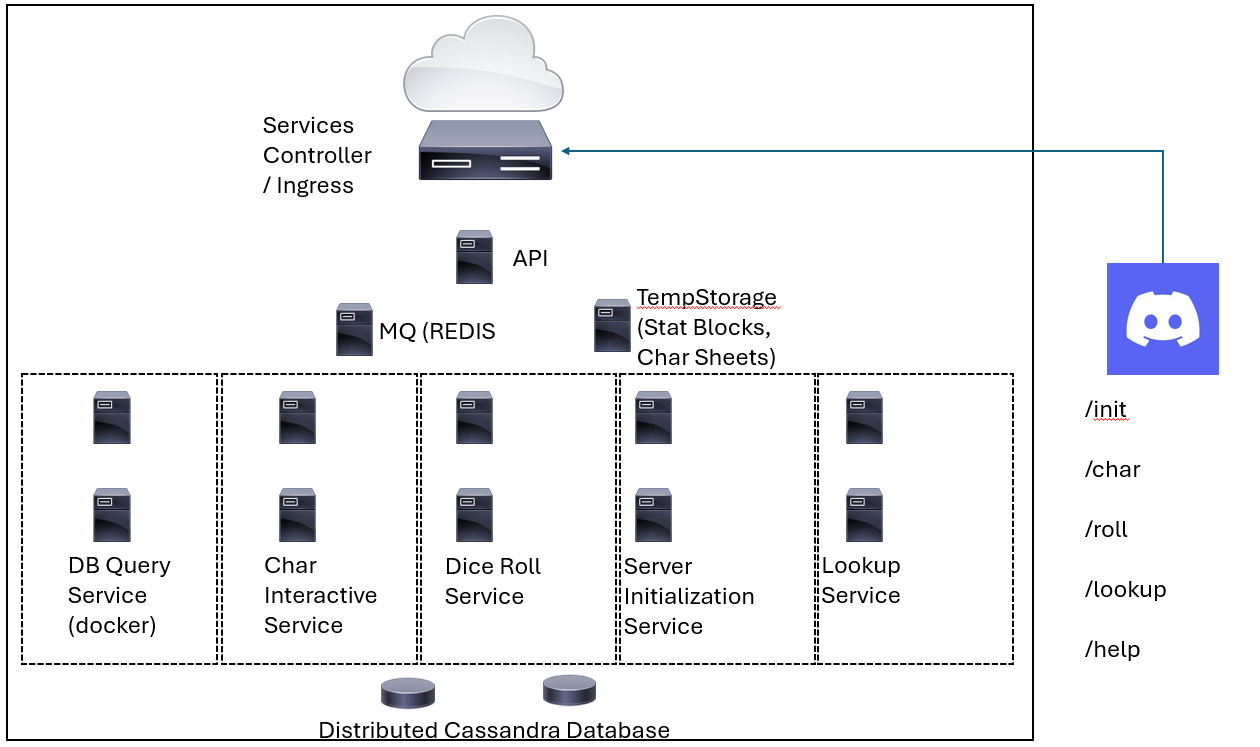 Services
Controller
/ Ingress
API
MQ (REDIS
TempStorage
(Stat Blocks,
Char Sheets)
DB Query
Service
(docker)
Char
Interactive
Service
Dice Roll
Service
Server
Initialization
Service
Lookup
Service
Distributed Cassandra Database
/init
/char
/roll
/lookup
/help